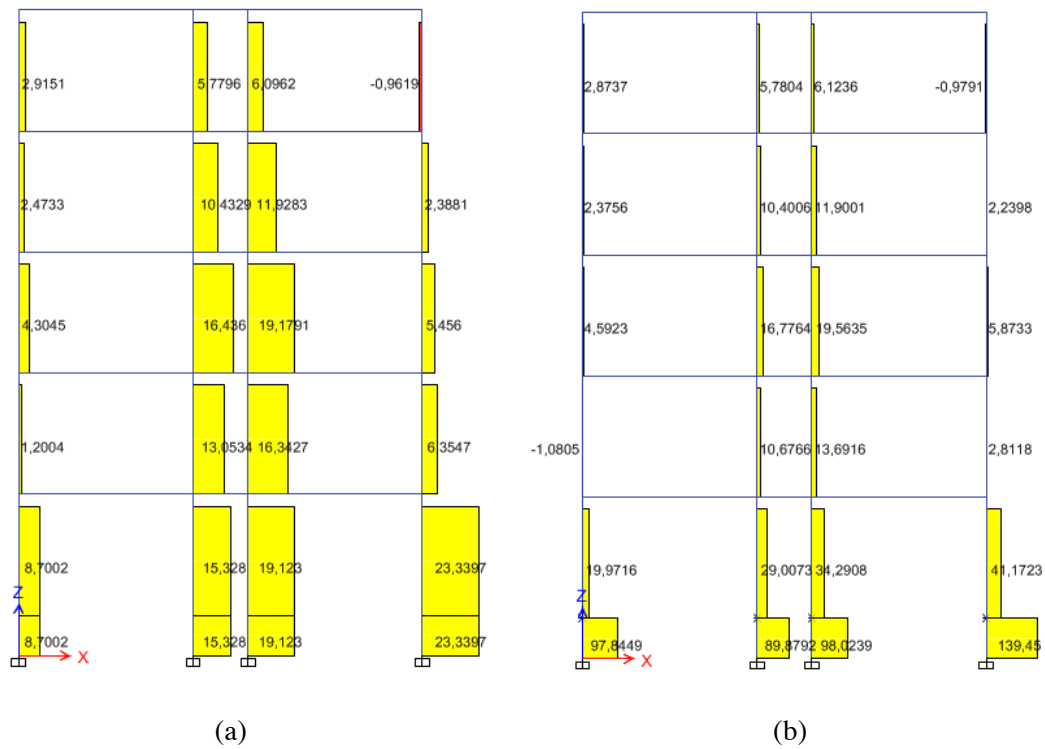 2,9151 5,7796 6,0962 -0,9619
2,4733 10,4329 11,9283 2,3881
4,3045 16,436 19,1791 5,456
1,2004 13,0534 16,3427 6,3547
8,7002 15,328 19,123 23,3397
Z
8,7002 15,328 19,123 23,3397
X
(a)
2,8737 5,7804 6,1236 -0,9791
2,3756 10,4006 11,9001 2,2398
4,5923 16,7764 19,5635 5,8733
-1,0805 10,6766 13,6916 2,8118
19,9716 29,0073 34,2908 41,1723
Z
97,8449 89,8792 98,0239 139,45
X
(b)